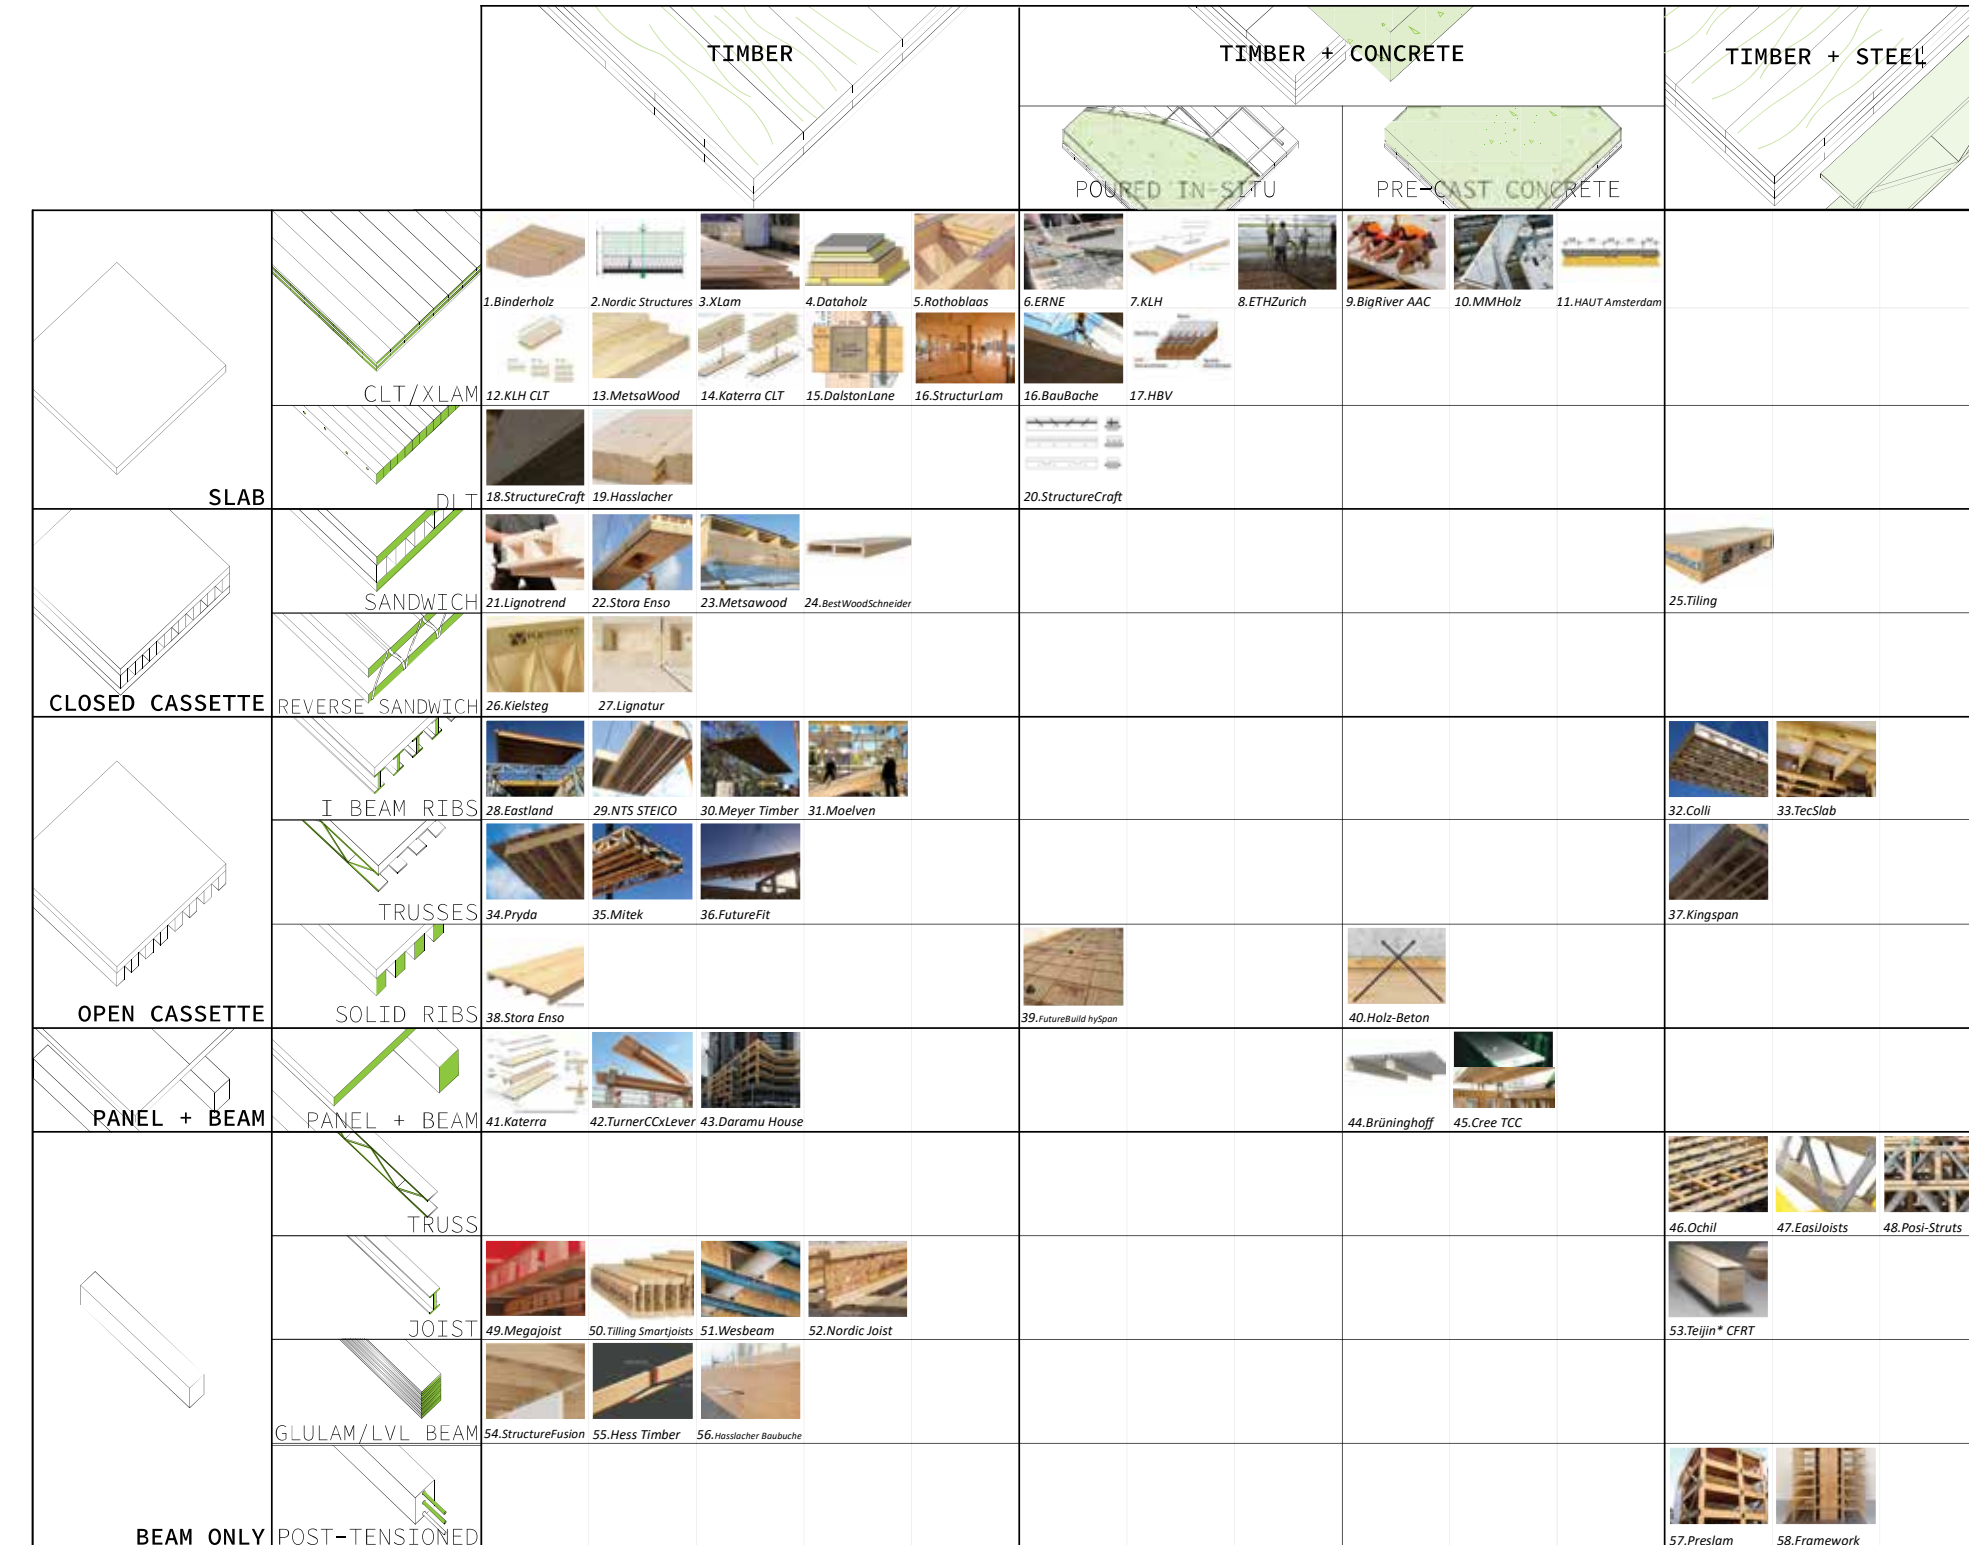 TIMBER
TIMBER + CONCRETE
TIMBER + STEEL
POURED IN-SITU
PRE-CAST CONCRETE
1.Binderholz
2.Nordic Structures
3.XLam
4.Dataholz
5.Rothoblaas
6.ERNE
7.KLH
8.ETHZurich
9.BigRiver AAC
10.MMHolz
11.HAUT Amsterdam
CLT/XLAM
12.KLH CLT
13.MetsaWood
14.Katerra CLT
15.DalstonLane
16.StructurLam
16.BauBache
17.HBV
SLAB
DLT
18.StructureCraft
19.Hasslacher
20.StructureCraft
SANDWICH
21.Lignotrend
22.Stora Enso
23.Metsawood
24.BestWoodSchneider
25.Tiling
CLOSED CASSETTE
REVERSE SANDWICH
26.Kielsteg
27.Lignatur
I BEAM RIBS
28.Eastland
29.NTS STEICO
30.Meyer Timber
31.Moelven
32.Colli
33.TecSlab
TRUSSES
34.Pryda
35.Mitek
36.FutureFit
37.Kingspan
OPEN CASSETTE
SOLID RIBS
38.Stora Enso
39.FutureBuild hySpan
40.Holz-Beton
PANEL + BEAM
PANEL + BEAM
41.Katerra
42.TurnerCCxLever
43.Daramu House
44.Brüninghoff
45.Cree TCC
TRUSS
46.Ochil
47.EasiJoists
48.Posi-Struts
JOIST
49.Megajoist
50.Tilling Smartjoists
51.Wesbeam
52.Nordic Joist
53.Teijin* CFRT
GLULAM/LVL BEAM
54.StructureFusion
55.Hess Timber
56.Hasslacher Baubuche
BEAM ONLY
POST-TENSIONED
57.Preslam
58.Framework